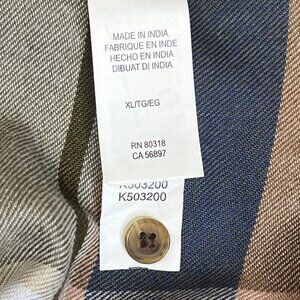 MADE IN INDIA
FABRIQUE EN INDE
HECHO EN INDIA
DIBUAT DI INDIA
XL/TG/EG
RN 80318
CA 56897
K503200
K503200